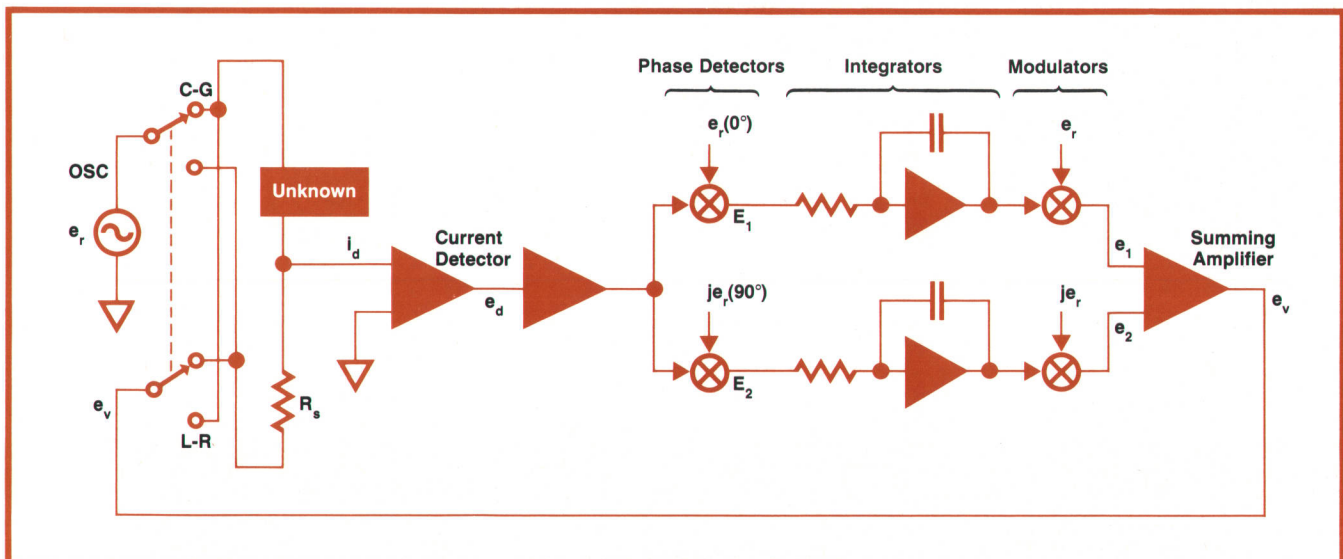 Phase Detectors
Integrators
Modulators
C-G
e_r(0°)
e_r
OSC
Unknown
E_1
e_r
i_d
Current
Detector
e_1
Summing
Amplifier
e_d
je_r(90°)
je_r
e_v
e_2
E_2
R_s
e_v
L-R